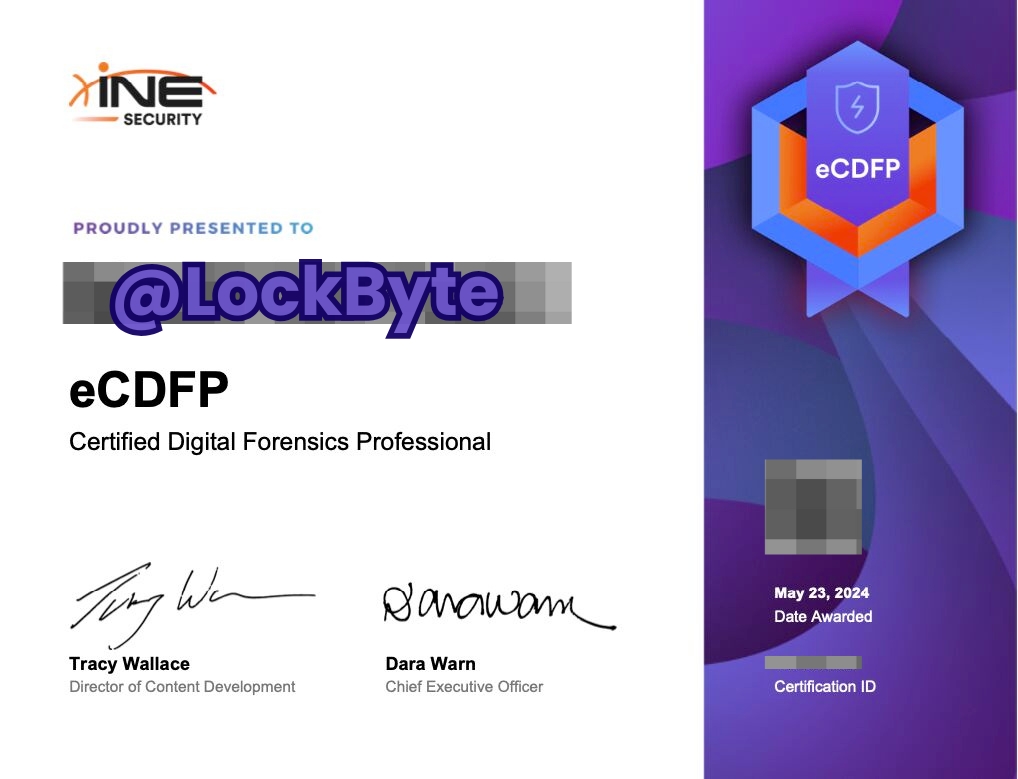 INE
SECURITY
PROUDLY PRESENTED TO
@LockByte
eCDFP
Certified Digital Forensics Professional
Tracy Wallace
Director of Content Development
Dara Warn
Chief Executive Officer
eCDFP
May 23, 2024
Date Awarded
Certification ID